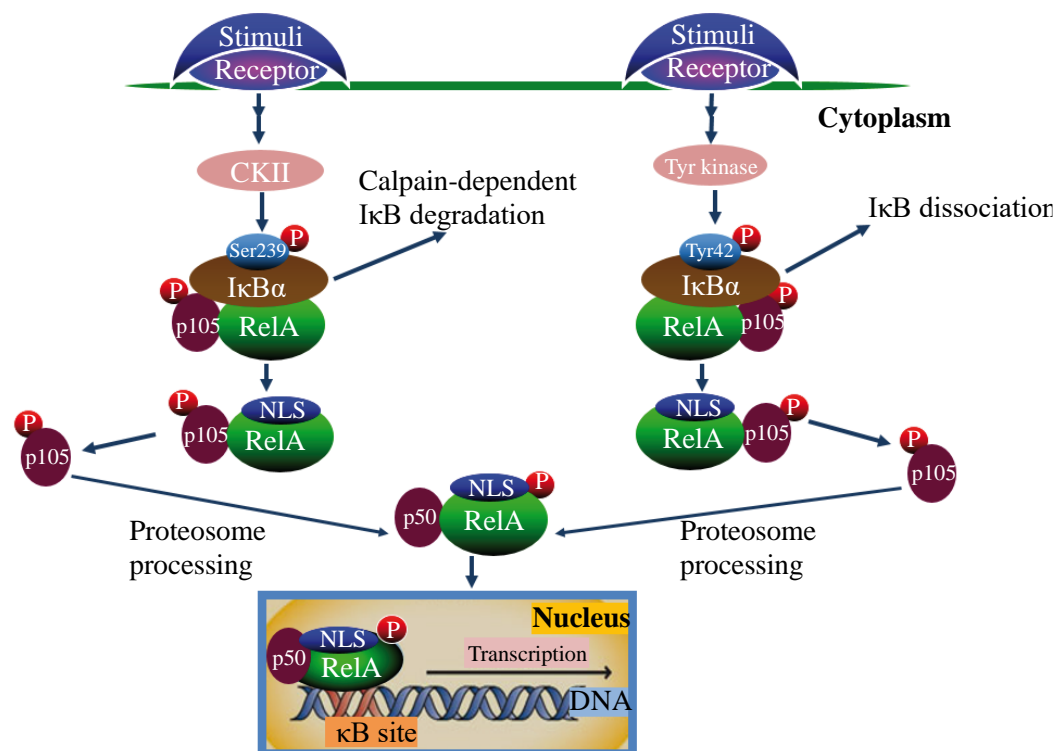 Stimuli
Receptor
Stimuli
Receptor
Cytoplasm
CKII
Tyr kinase
Calpain-dependent
IκB degradation
IκB dissociation
Ser239
P
Tyr42
P
IκBα
IκBα
P
p105
RelA
RelA
P
p105
P
p105
NLS
RelA
NLS
RelA
p105
P
P
p105
P
p105
p50
NLS
P
RelA
Proteosome
processing
Proteosome
processing
Nucleus
p50
NLS
P
RelA
Transcription
DNA
κB site